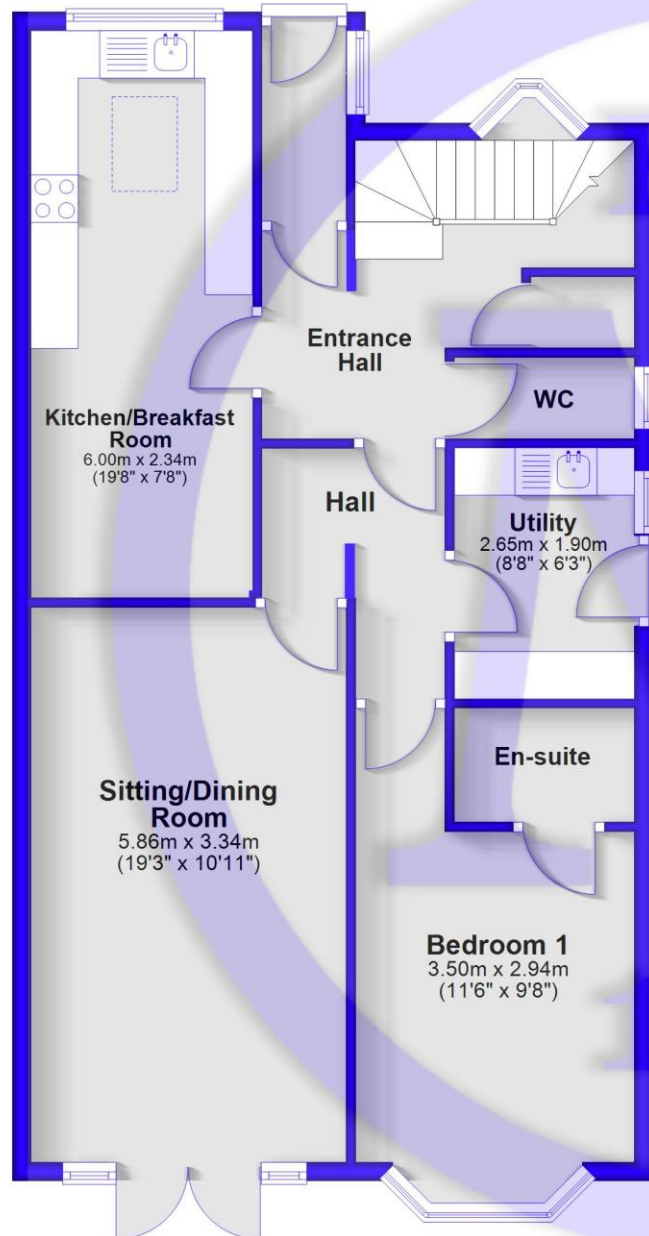 Entrance
Hall
WC
Kitchen/Breakfast
Room
6.00m x 2.34m
(19'8" x 7'8")
Hall
Utility
2.65m x 1.90m
(8'8" x 6'3")
En-suite
Sitting/Dining
Room
5.86m x 3.34m
(19'3" x 10'11")
Bedroom 1
3.50m x 2.94m
(11'6" x 9'8")